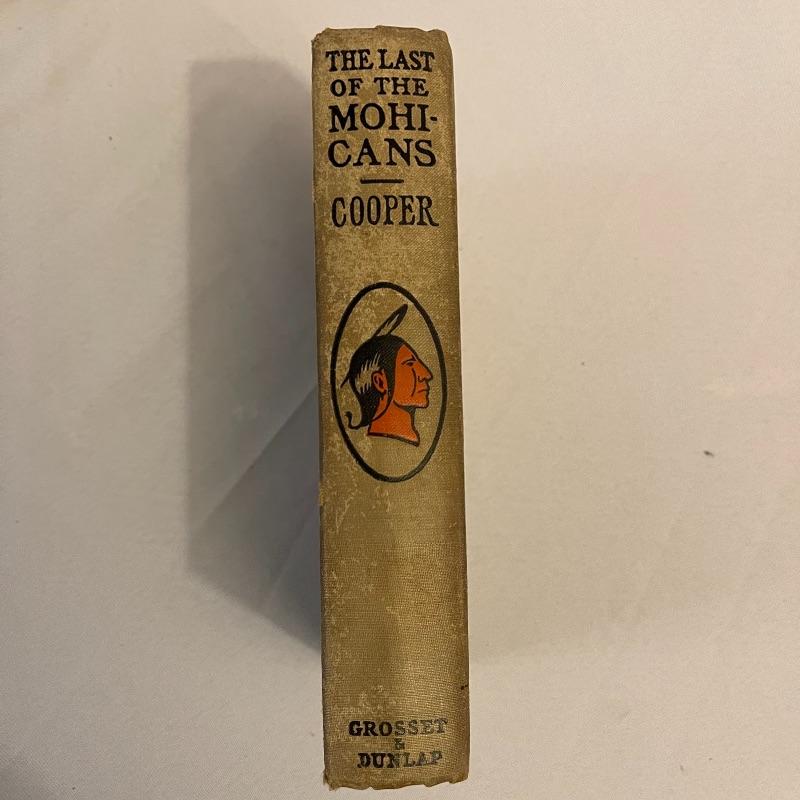 THE LAST
OF THE
MOHI-
CANS
COOPER
GROSSET
&
DUNLAP